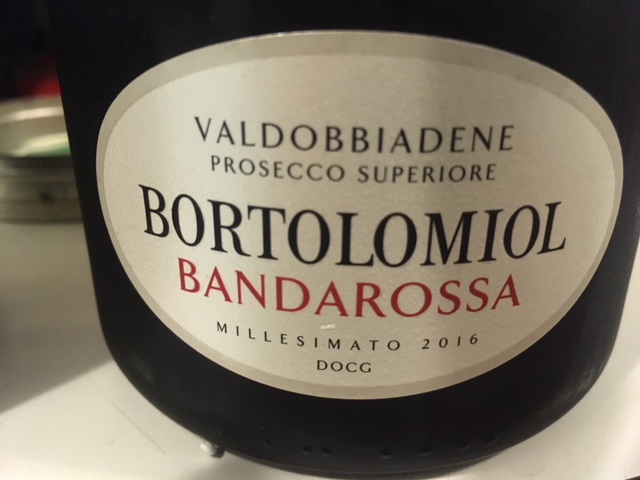 VALDOBBIADENE
PROSECCO SUPERIORE
BORTOLOMIOL
BANDAROSSA
MILLESIMATO 2016
DOCG